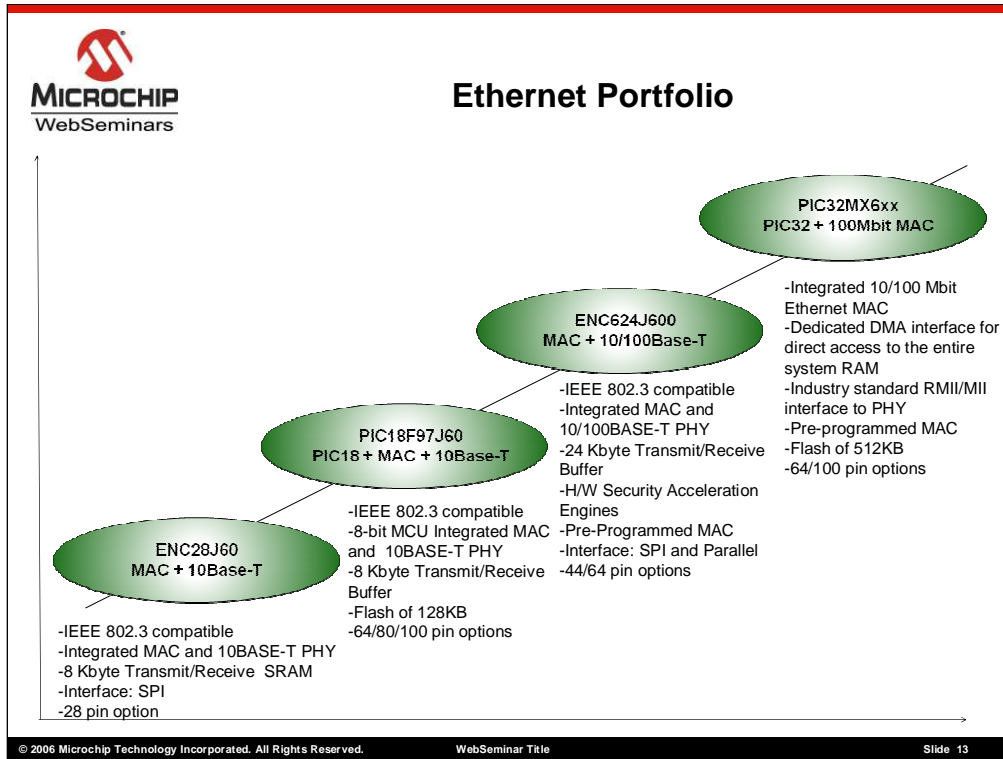 MICROCHIP
WebSeminars
Ethernet Portfolio
PIC32MX6xx
PIC32 + 100Mbit MAC
-Integrated 10/100 Mbit
Ethernet MAC
-Dedicated DMA interface for
direct access to the entire
system RAM
-Industry standard RMII/MII
interface to PHY
-Pre-programmed MAC
-Flash of 512KB
-64/100 pin options
ENC624J600
MAC + 10/100Base-T
-IEEE 802.3 compatible
-Integrated MAC and
10/100BASE-T PHY
-24 Kbyte Transmit/Receive
Buffer
-H/W Security Acceleration
Engines
-Pre-Programmed MAC
-Interface: SPI and Parallel
-44/64 pin options
PIC18F97J60
PIC18 + MAC + 10Base-T
-IEEE 802.3 compatible
-8-bit MCU Integrated MAC
and 10BASE-T PHY
-8 Kbyte Transmit/Receive
Buffer
-Flash of 128KB
-64/80/100 pin options
ENC28J60
MAC + 10Base-T
-IEEE 802.3 compatible
-Integrated MAC and 10BASE-T PHY
-8 Kbyte Transmit/Receive SRAM
-Interface: SPI
-28 pin option
© 2006 Microchip Technology Incorporated. All Rights Reserved. WebSeminar Title Slide 13